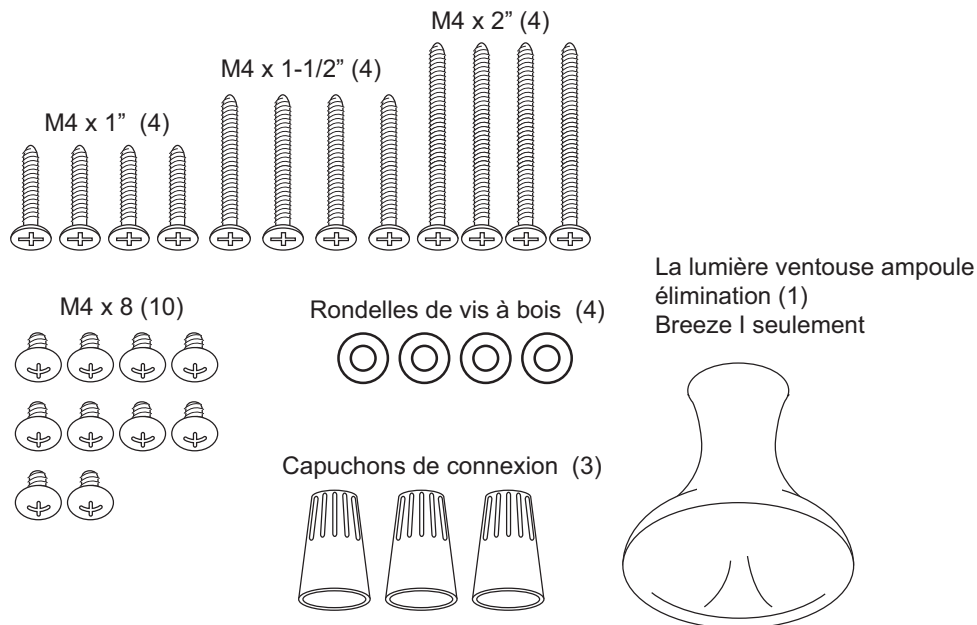 M4 x 2” (4)
M4 x 1-1/2” (4)
M4 x 1” (4)
M4 x 8 (10)
Rondelles de vis à bois (4)
La lumière ventouse ampoule
élimination (1)
Breeze I seulement
Capuchons de connexion (3)